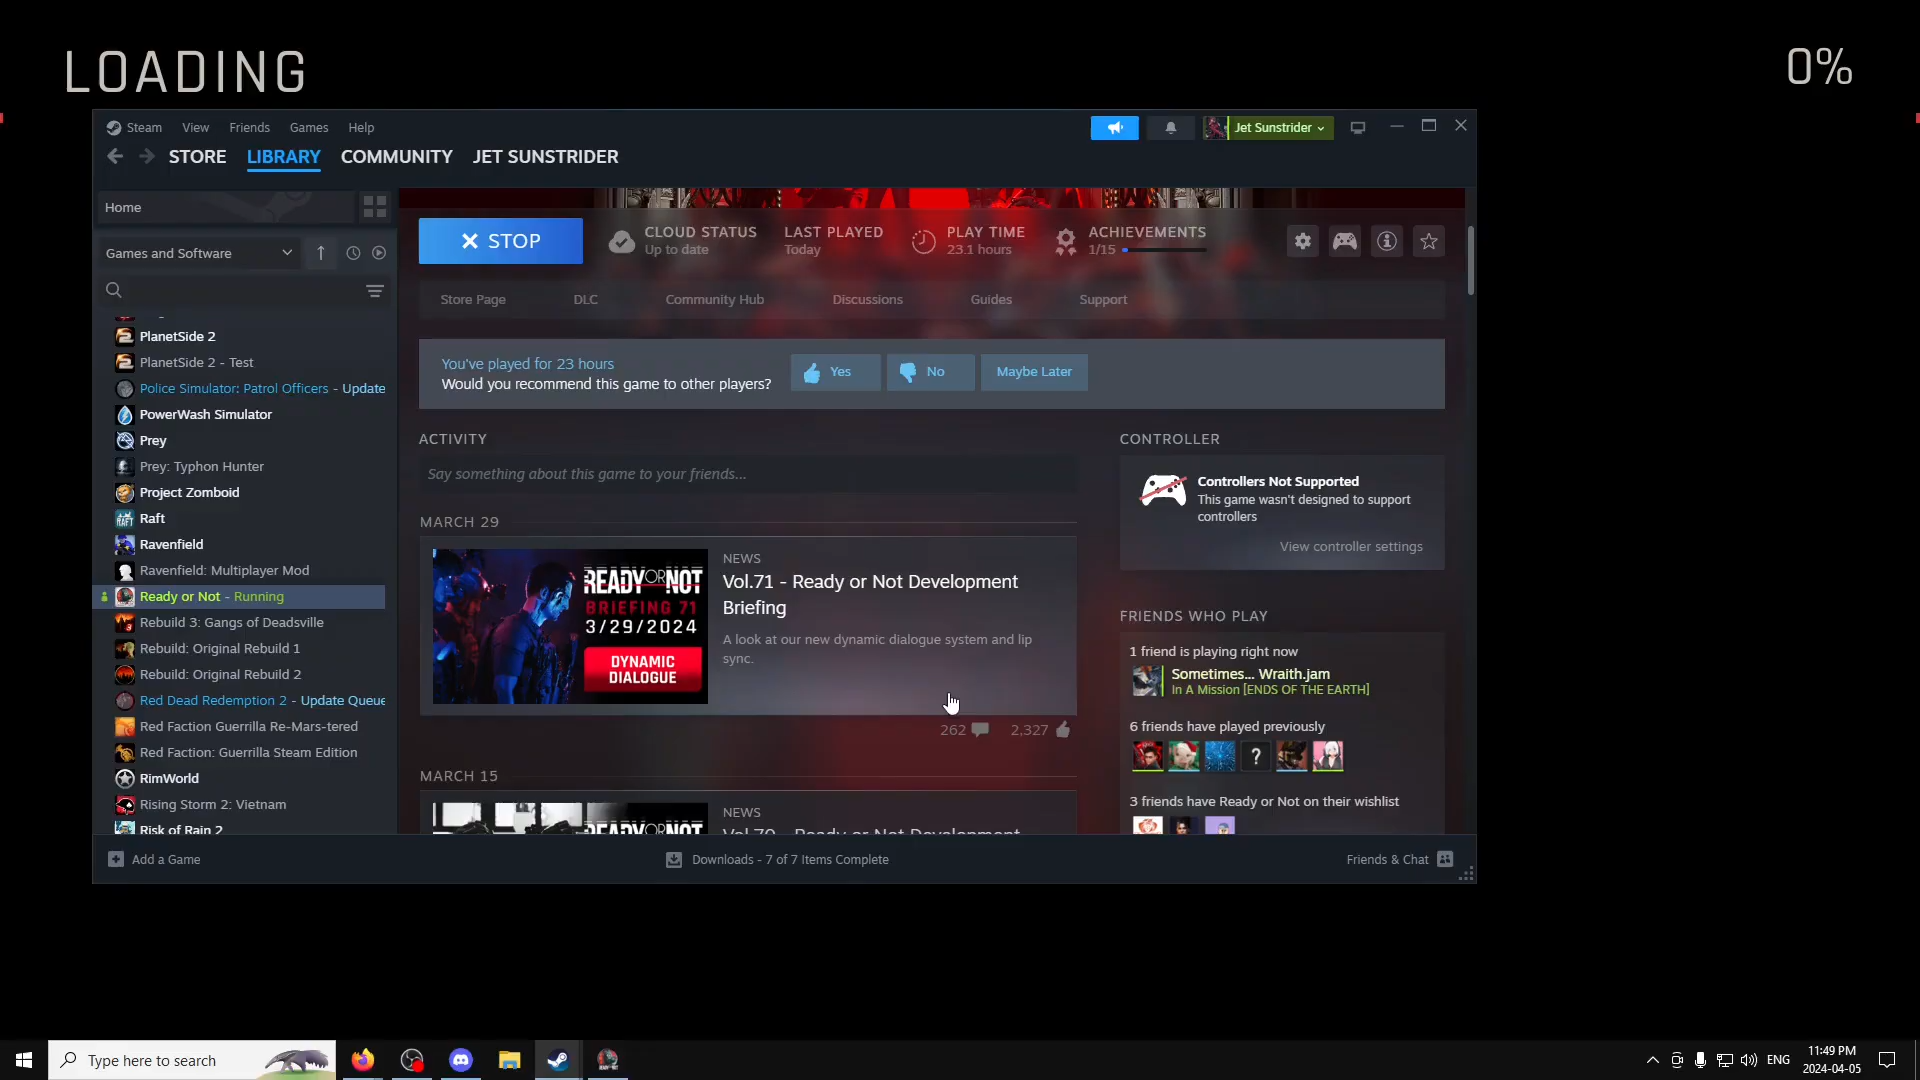 LOADING
0%
Steam View Friends Games Help
Jet Sunstrider
STORE LIBRARY COMMUNITY JET SUNSTRIDER
Home
Games and Software
PlanetSide 2
PlanetSide 2 - Test
Police Simulator: Patrol Officers - Update
PowerWash Simulator
Prey
Prey: Typhon Hunter
Project Zomboid
Raft
Ravenfield
Ravenfield: Multiplayer Mod
Ready or Not - Running
Rebuild 3: Gangs of Deadsville
Rebuild: Original Rebuild 1
Rebuild: Original Rebuild 2
Red Dead Redemption 2 - Update Queue
Red Faction Guerrilla Re-Mars-tered
Red Faction: Guerrilla Steam Edition
RimWorld
Rising Storm 2: Vietnam
Risk of Rain 2
STOP
CLOUD STATUS
Up to date
LAST PLAYED
Today
PLAY TIME
23.1 hours
ACHIEVEMENTS
1/15
Store Page DLC Community Hub Discussions Guides Support
You've played for 23 hours
Would you recommend this game to other players?
Yes
No
Maybe Later
ACTIVITY
Say something about this game to your friends...
MARCH 29
READY OR NOT
BRIEFING 71
3/29/2024
DYNAMIC
DIALOGUE
NEWS
Vol.71 - Ready or Not Development
Briefing
A look at our new dynamic dialogue system and lip
sync.
262 2,327
MARCH 15
READY OR NOT
NEWS
Vol.70 - Ready or Not Development
CONTROLLER
Controllers Not Supported
This game wasn't designed to support
controllers
View controller settings
FRIENDS WHO PLAY
1 friend is playing right now
Sometimes... Wraith.jam
In A Mission [ENDS OF THE EARTH]
6 friends have played previously
?
3 friends have Ready or Not on their wishlist
Add a Game
Downloads - 7 of 7 Items Complete
Friends & Chat
Type here to search
ENG
11:49 PM
2024-04-05